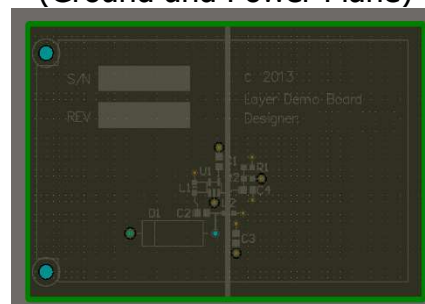 (Ground and Power Plane)
S/N
c 2013
Layer Demo Board
REV
Designer:
U1
R1
L1
C4
C2
D1
C3